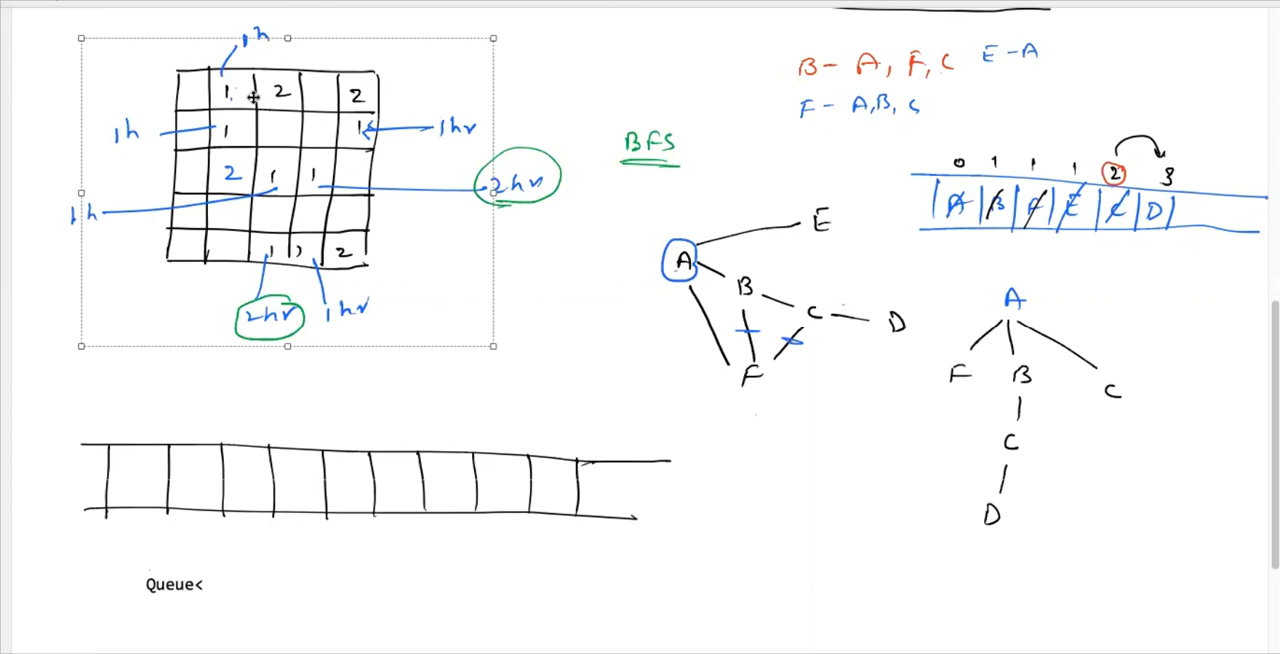 1h
1 2 2
1h 1 1 1hr
2 1 1 2hr
1h
1 1 2
2hr 1hr
BFS
B - A, F, C
E - A
F - A, B, C
0 1 1 1 2 3
A B F E C D
E
A
B
C D
F
A
F B C
C
D
Queue<